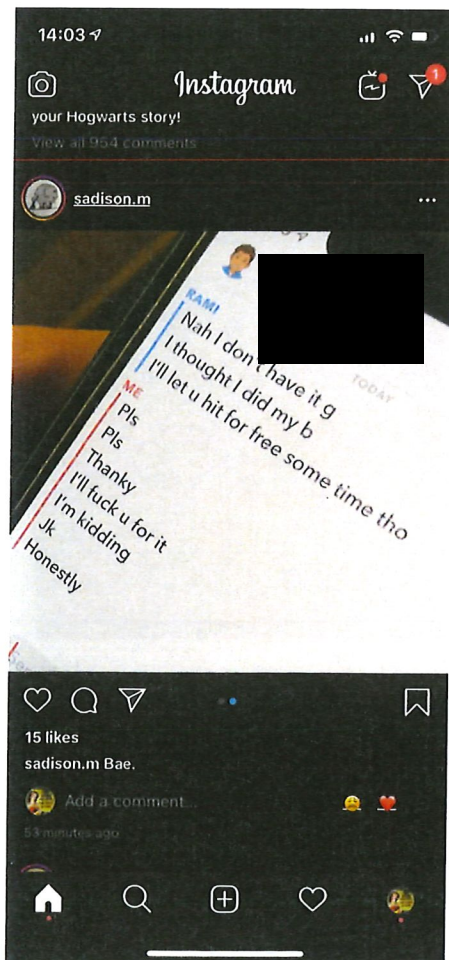 14:03
Instagram
1
your Hogwarts story!
View all 954 comments
sadison.m
RAMI
Nah I don't have it g
I thought I did my b
I'll let u hit for free some time tho
TODAY
ME
Pls
Pls
Thanky
I'll fuck u for it
I'm kidding
Jk
Honestly
15 likes
sadison.m Bae.
Add a comment...
53 minutes ago